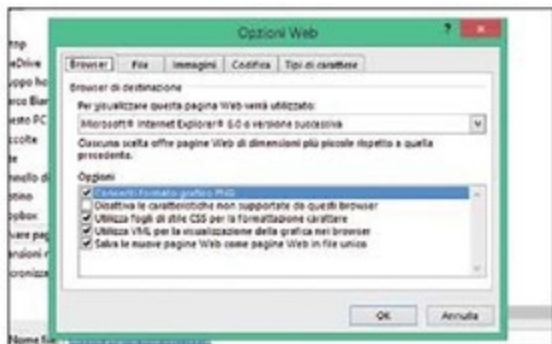 Opzioni Web
?
Browser File Immagini Codifica Tipi di carattere
Browser di destinazione
Per visualizzare questa pagina Web verrà utilizzato:
Microsoft® Internet Explorer® 6.0 o versione successiva
Ciascuna scelta offre pagine Web di dimensioni più piccole rispetto a quella
precedente.
Opzioni
Consenti formato grafico PNG
Disattiva le caratteristiche non supportate da questi browser
Utilizza fogli di stile CSS per la formattazione carattere
Utilizza VML per la visualizzazione della grafica nei browser
Salva le nuove pagine Web come pagine Web in file unico
OK Annulla
Nome file